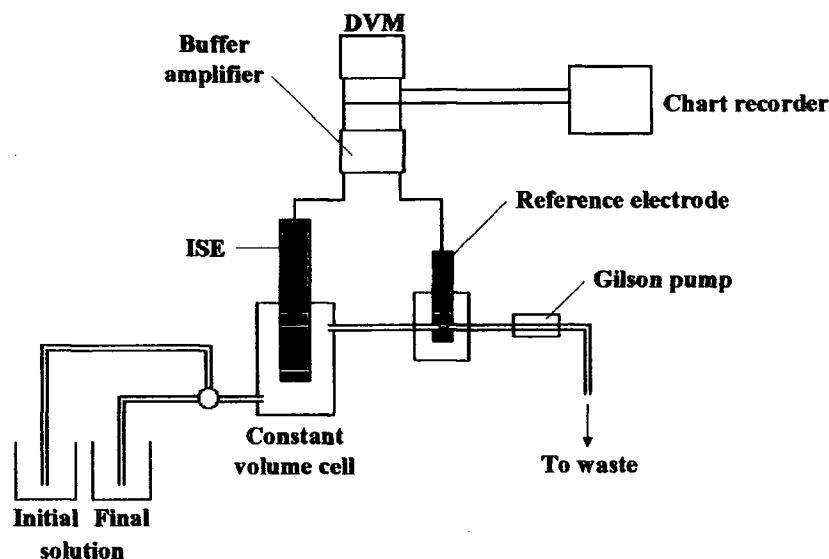 DVM
Buffer
amplifier
Chart recorder
Reference electrode
ISE
Gilson pump
Constant
volume cell
To waste
Initial Final
solution